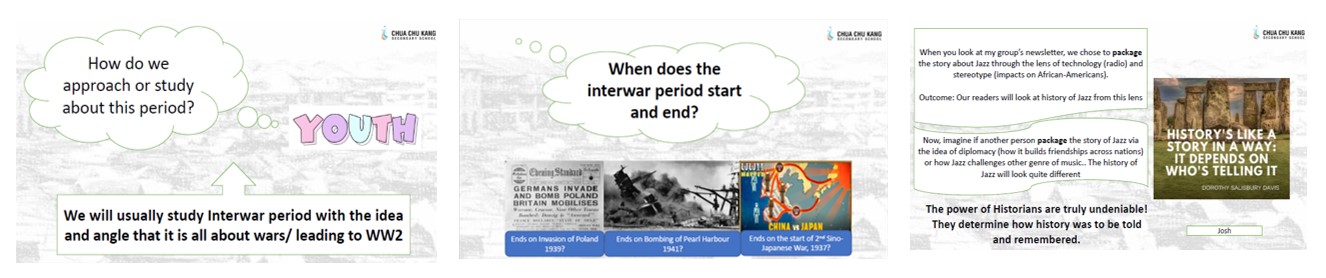 CHUA CHU KANG
SECONDARY SCHOOL
How do we
approach or study
about this period?
YOUTH
We will usually study Interwar period with the idea
and angle that it is all about wars/ leading to WW2
CHUA CHU KANG
SECONDARY SCHOOL
When does the
interwar period start
and end?
Evening Standard
GERMANS INVADE
AND BOMB POLAND
BRITAIN MOBILISES
CHINA vs JAPAN
Ends on Invasion of Poland
1939?
Ends on Bombing of Pearl Harbour
1941?
Ends on the start of 2nd Sino-
Japanese War, 1937?
CHUA CHU KANG
SECONDARY SCHOOL
When you look at my group's newsletter, we chose to package
the story about Jazz through the lens of technology (radio) and
stereotype (impacts on African-Americans).
Outcome: Our readers will look at history of Jazz from this lens
Now, imagine if another person package the story of Jazz via
the idea of diplomacy (how it builds friendships across nations)
or how Jazz challenges other genre of music.. The history of
Jazz will look quite different
The power of Historians are truly undeniable!
They determine how history was to be told
and remembered.
HISTORY'S LIKE A
STORY IN A WAY:
IT DEPENDS ON
WHO'S TELLING IT
DOROTHY SALISBURY DAVIS
Josh